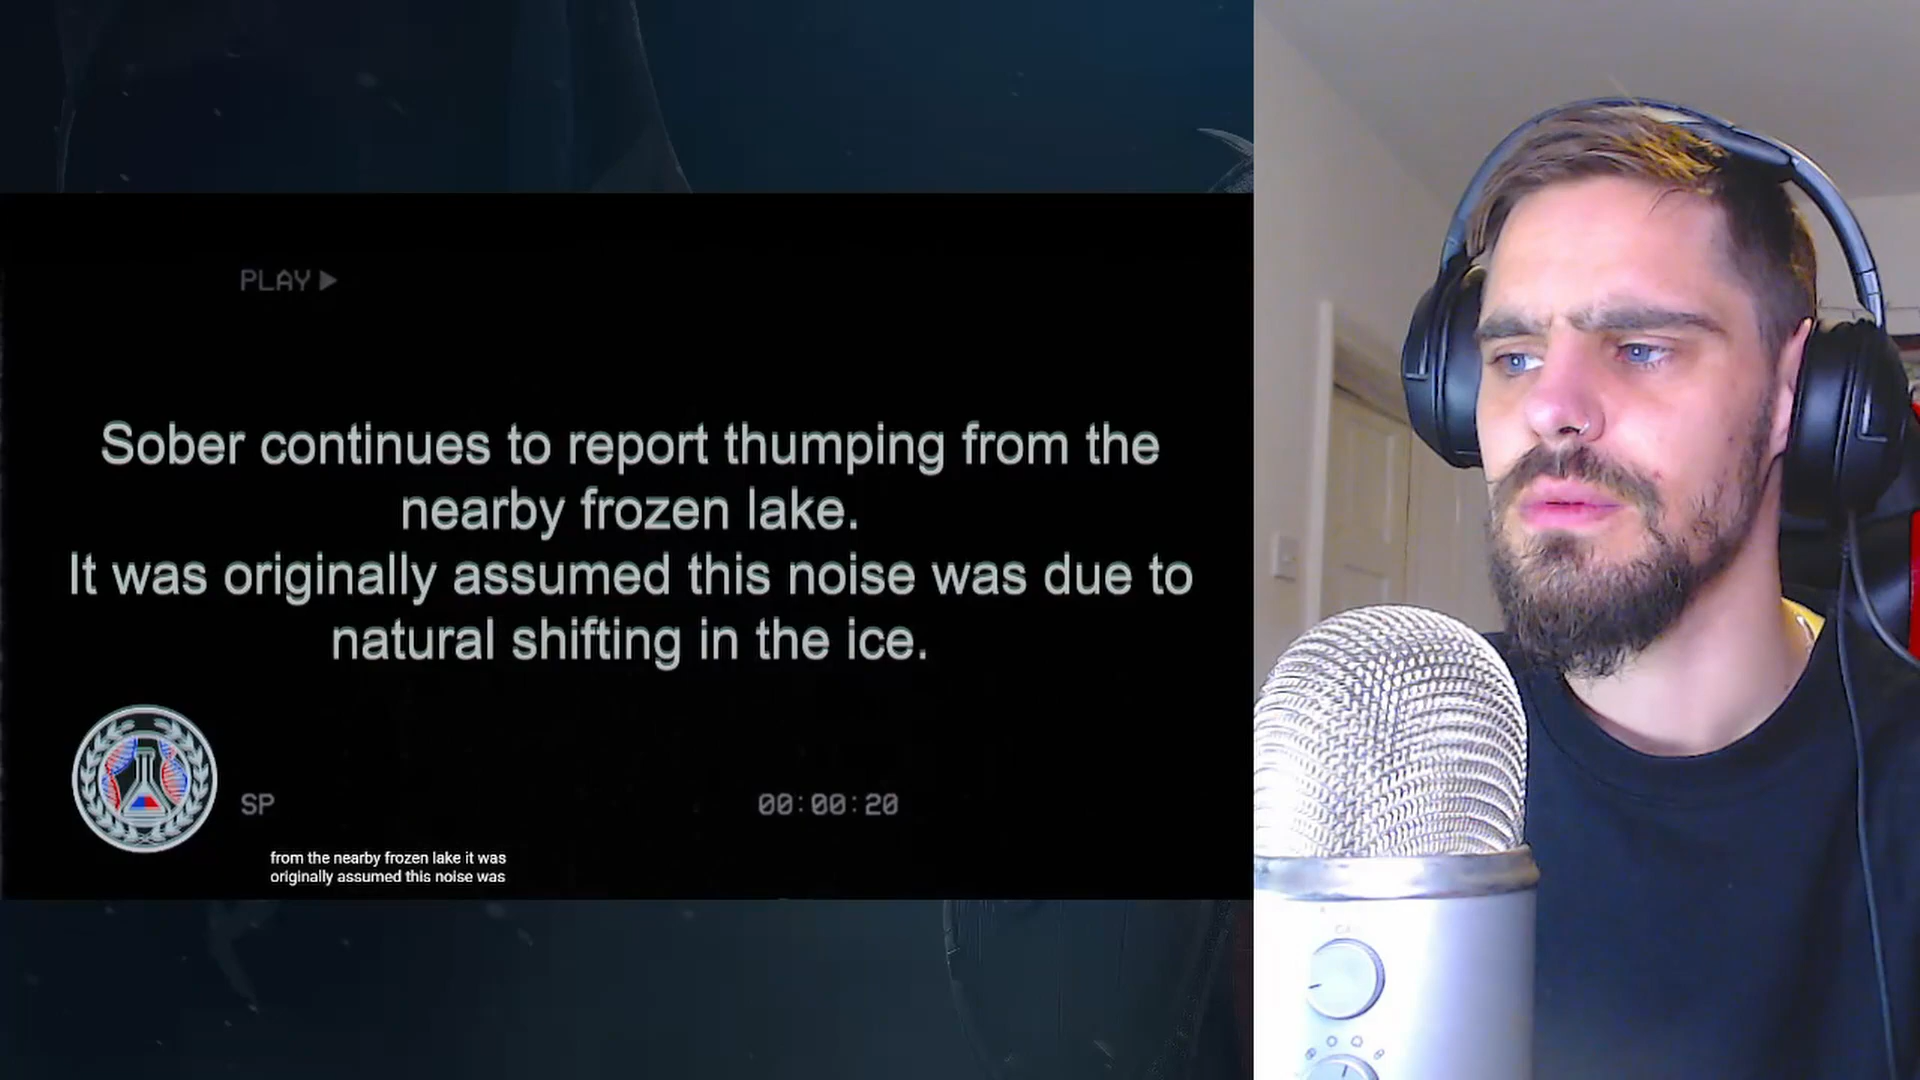 PLAY
Sober continues to report thumping from the
nearby frozen lake.
It was originally assumed this noise was due to
natural shifting in the ice.
SP
00:00:20
from the nearby frozen lake it was
originally assumed this noise was